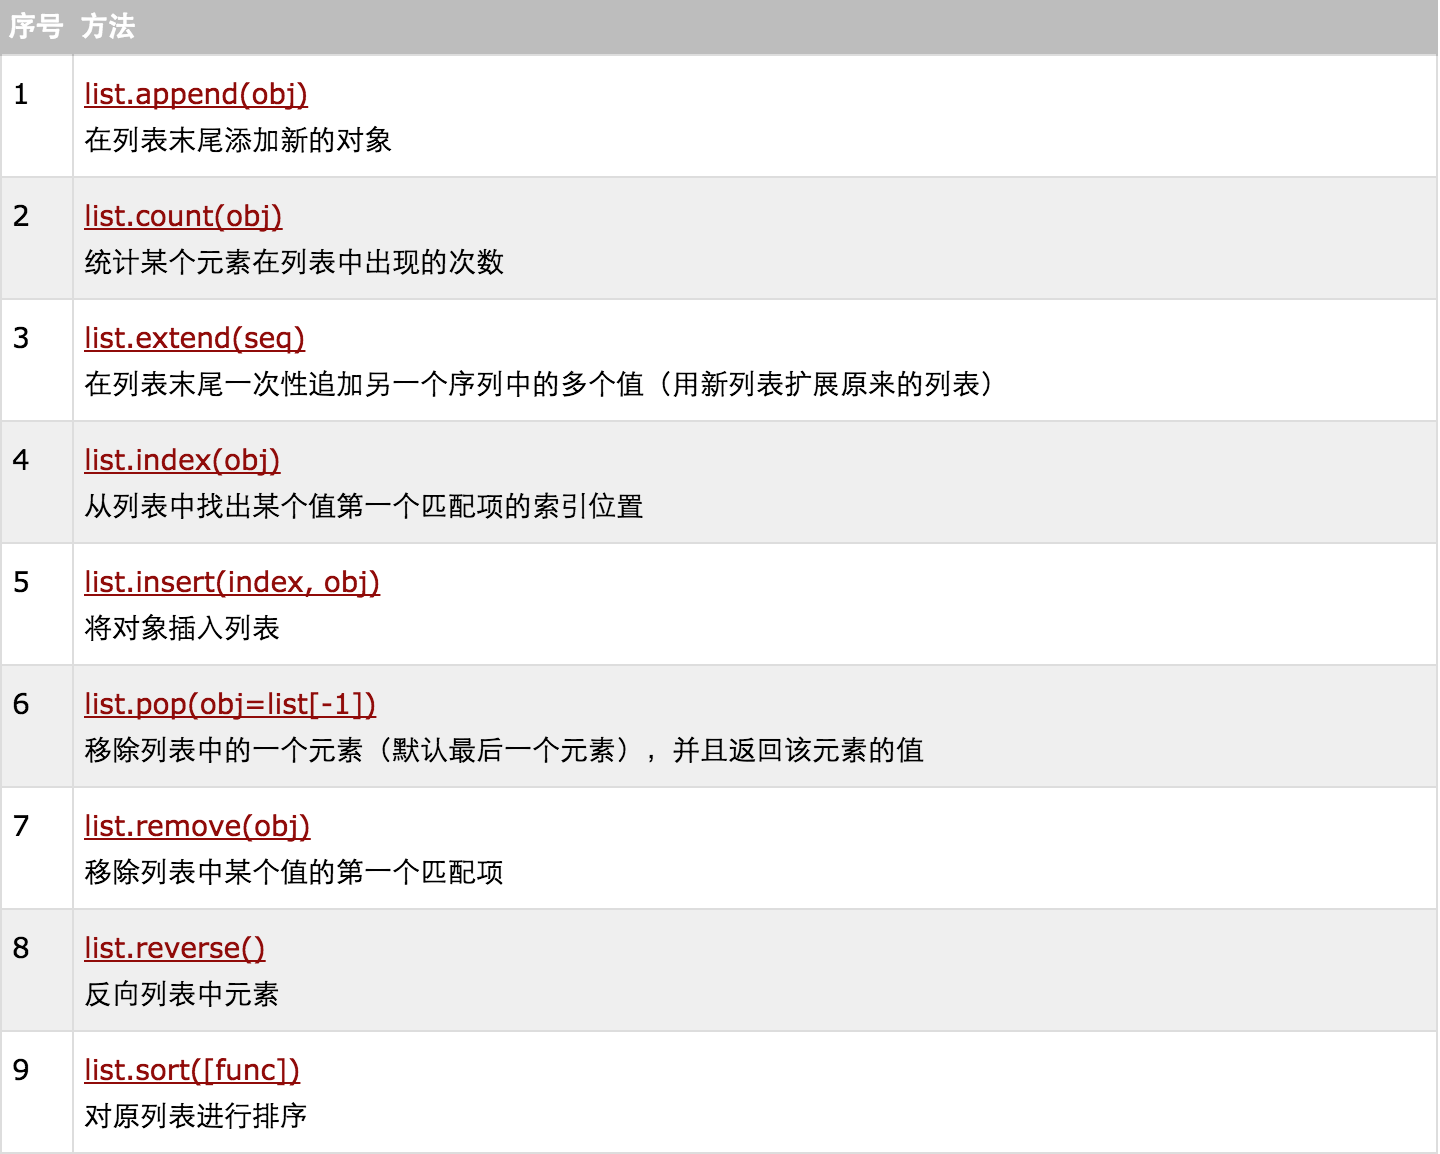 序号 方法
1 list.append(obj)
在列表末尾添加新的对象
2 list.count(obj)
统计某个元素在列表中出现的次数
3 list.extend(seq)
在列表末尾一次性追加另一个序列中的多个值（用新列表扩展原来的列表）
4 list.index(obj)
从列表中找出某个值第一个匹配项的索引位置
5 list.insert(index, obj)
将对象插入列表
6 list.pop(obj=list[-1])
移除列表中的一个元素（默认最后一个元素），并且返回该元素的值
7 list.remove(obj)
移除列表中某个值的第一个匹配项
8 list.reverse()
反向列表中元素
9 list.sort([func])
对原列表进行排序